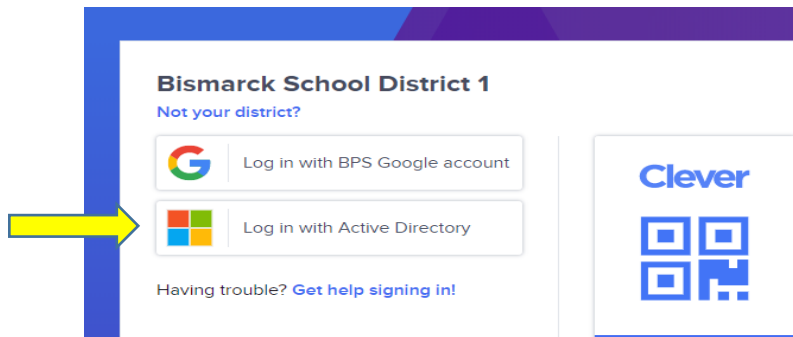 Bismarck School District 1
Not your district?
Log in with BPS Google account
Log in with Active Directory
Having trouble? Get help signing in!
Clever